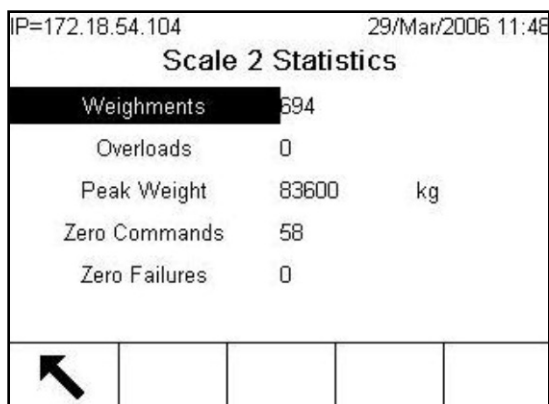 IP=172.18.54.104 29/Mar/2006 11:48
Scale 2 Statistics
Weighments 694
Overloads 0
Peak Weight 83600 kg
Zero Commands 58
Zero Failures 0